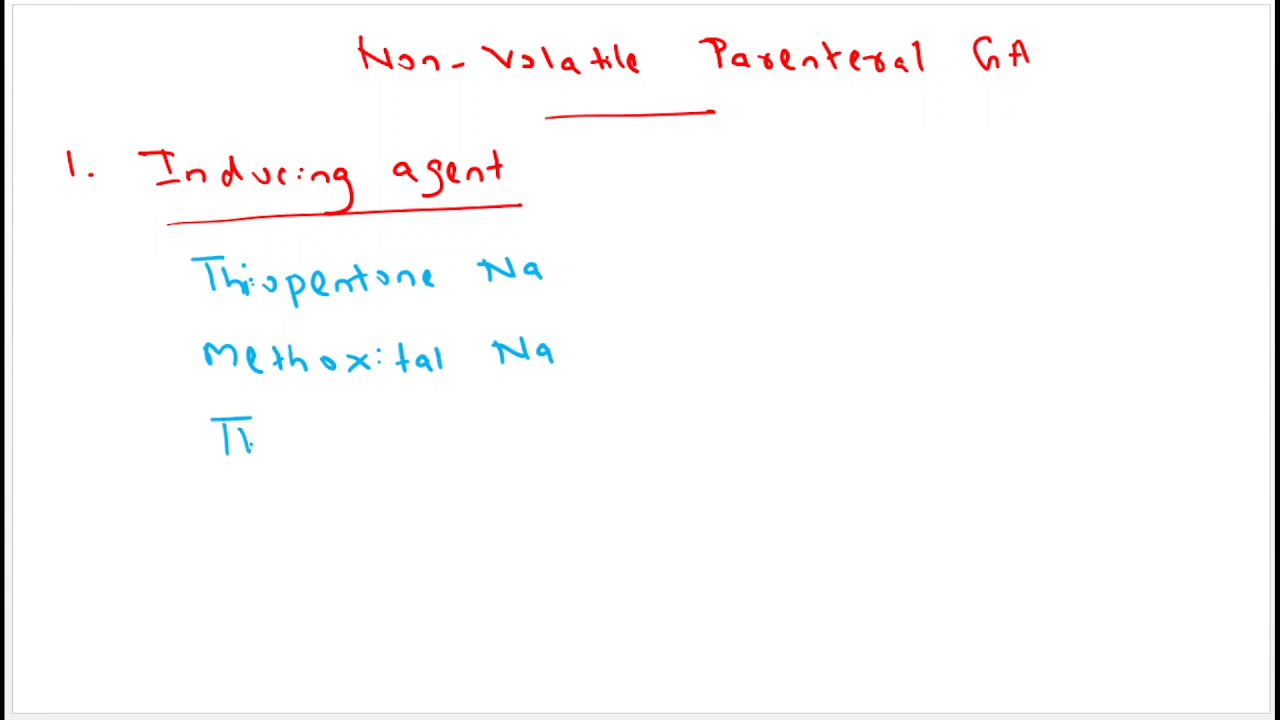 Non-Volatile Parenteral GA
1. Inducing agent
Thiopentone Na
Methoxital Na